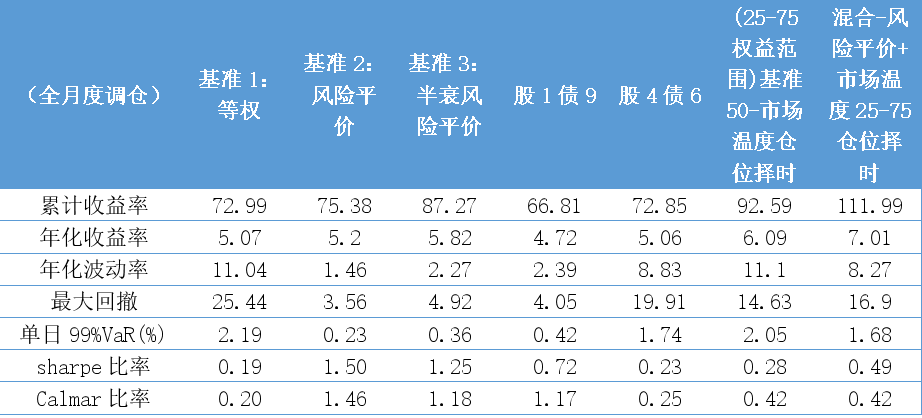 （全月度调仓） 基准 1：等权 基准 2：风险平价 基准 3：半衰风险平价 股 1 债 9 股 4 债 6 (25-75权益范围)基准50-市场温度仓位择时 混合-风险平价+市场温度 25-75仓位择时
累计收益率 72.99 75.38 87.27 66.81 72.85 92.59 111.99
年化收益率 5.07 5.2 5.82 4.72 5.06 6.09 7.01
年化波动率 11.04 1.46 2.27 2.39 8.83 11.1 8.27
最大回撤 25.44 3.56 4.92 4.05 19.91 14.63 16.9
单日 99%VaR(%) 2.19 0.23 0.36 0.42 1.74 2.05 1.68
sharpe 比率 0.19 1.50 1.25 0.72 0.23 0.28 0.49
Calmar 比率 0.20 1.46 1.18 1.17 0.25 0.42 0.42